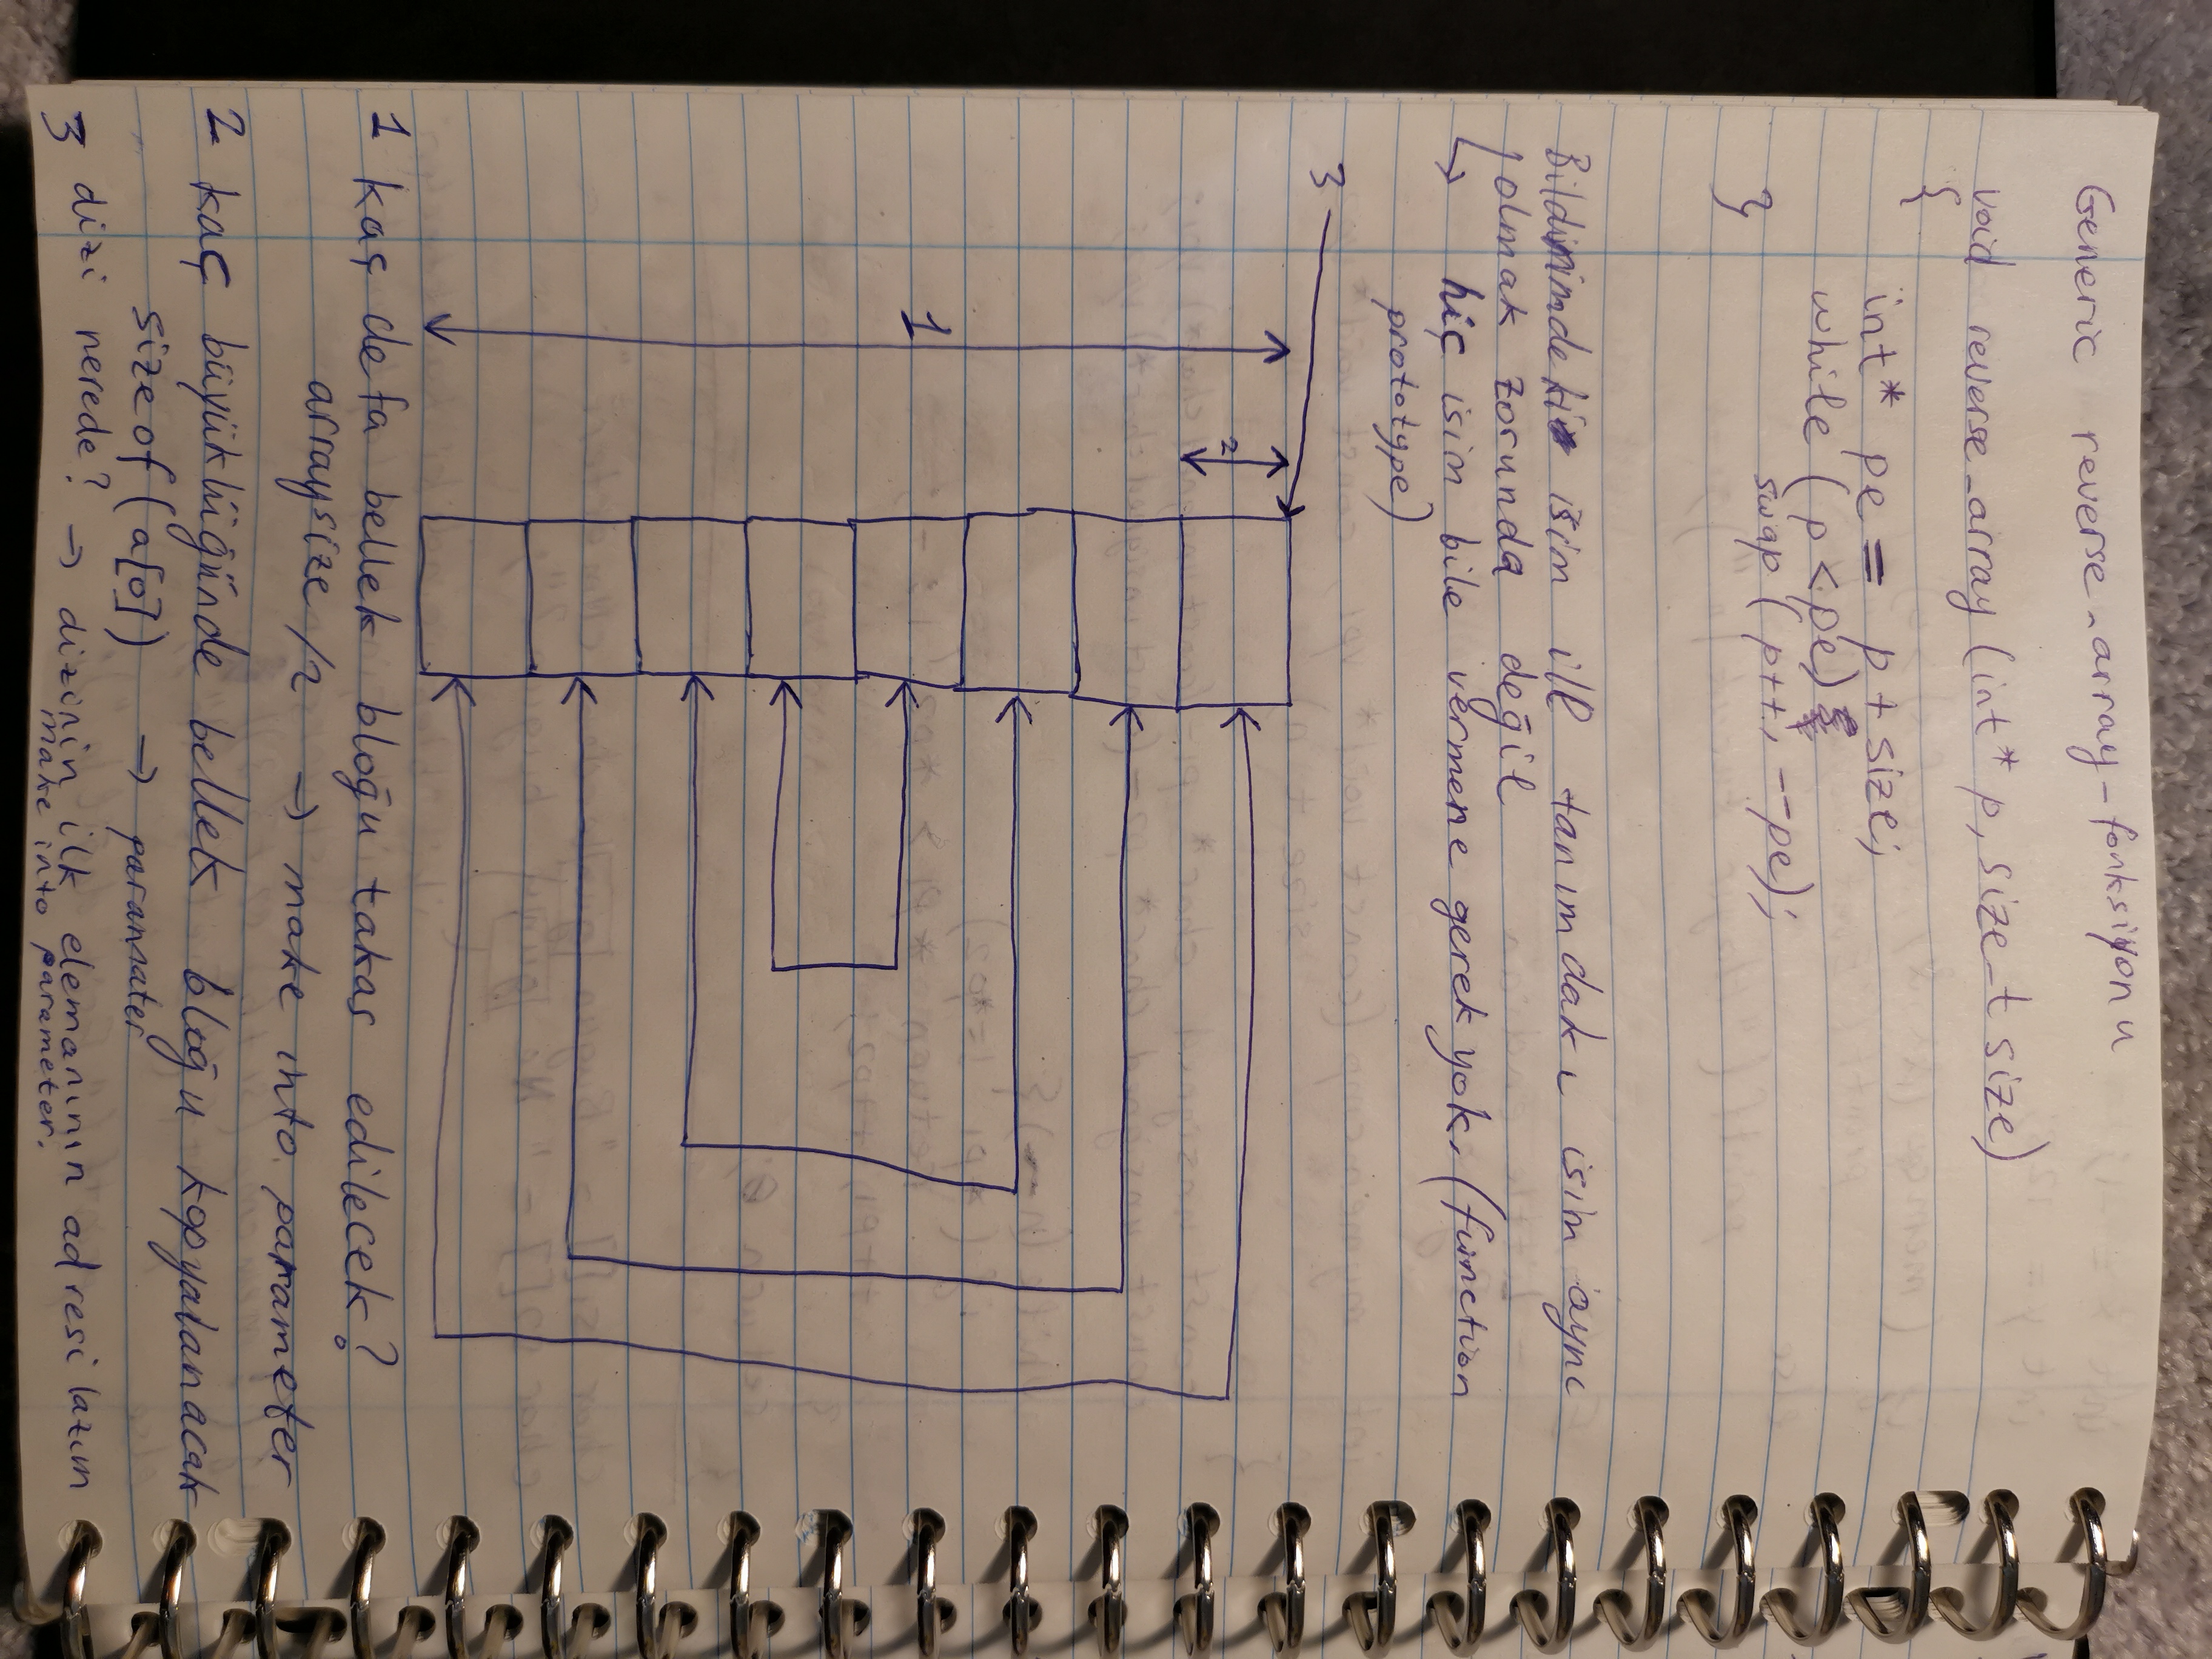 Generic reverse_array_fonksiyonu
void reverse_array (int* p, size_t size)
{
int* pe = p + size;
while (p < pe)
swap (p++, --pe);
}
Bildirimdeki isim ile tanımdakı isim aynı
olmak zorunda değil
↳ hiç isim bile vermene gerek yok. (function
prototype)
3
2
1
1 kaç defa bellek bloğu takas edilecek?
arraysize /2 → make into parameter
2 kaç büyüklüğünde bellek bloğu kopyalanacak
sizeof (a[0]) → paramater
3 dizi nerede? → dizinin ilk elemanının adresi lazım
make into parameter.